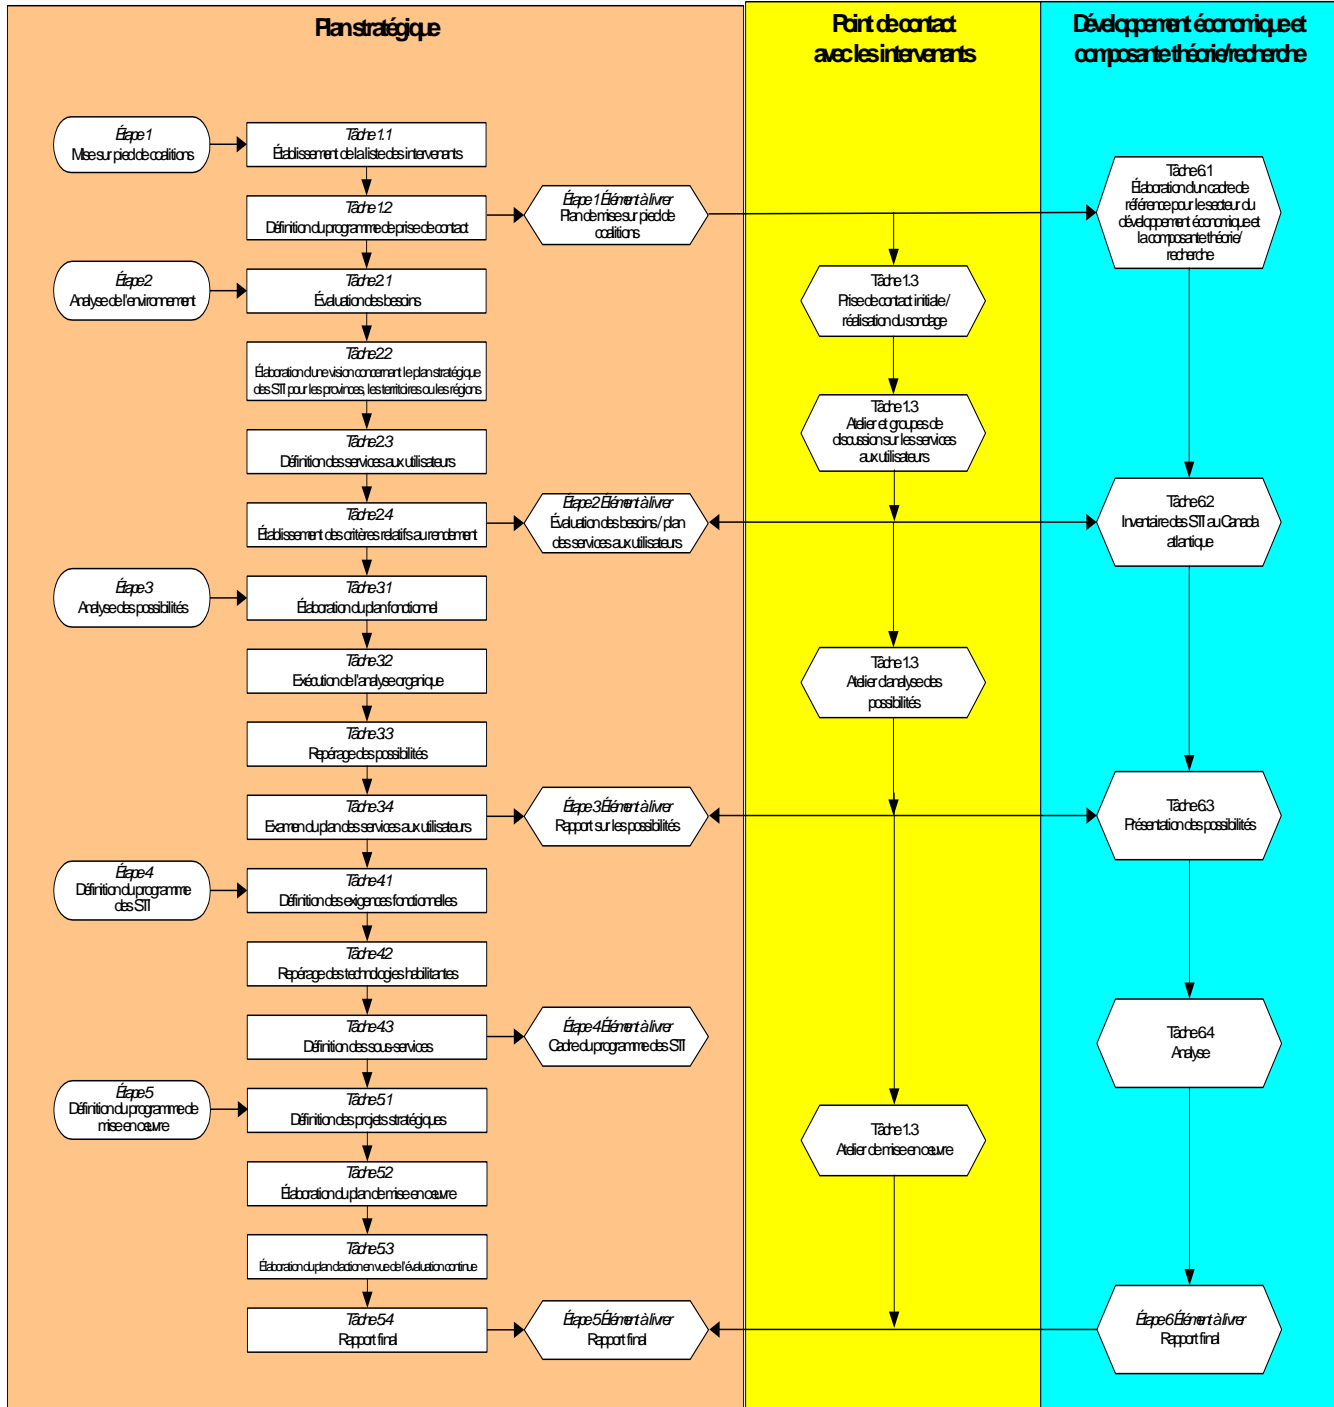 Plan stratégique
Étape 1
Mise sur pied de coalitions
Tâche 1.1
Établissement de la liste des intervenants
Tâche 1.2
Définition du programme de prise de contact
Étape 1 Élément à livrer
Plan de mise sur pied de
coalitions
Étape 2
Analyse de l'environnement
Tâche 2.1
Évaluation des besoins
Tâche 2.2
Élaboration d'une vision concernant le plan stratégique
des STI pour les provinces, les territoires ou les régions
Tâche 2.3
Définition des services aux utilisateurs
Tâche 2.4
Établissement des critères relatifs au rendement
Étape 2 Élément à livrer
Évaluation des besoins / plan
des services aux utilisateurs
Étape 3
Analyse des possibilités
Tâche 3.1
Élaboration du plan fonctionnel
Tâche 3.2
Exécution de l'analyse organique
Tâche 3.3
Repérage des possibilités
Tâche 3.4
Examen du plan des services aux utilisateurs
Étape 3 Élément à livrer
Rapport sur les possibilités
Étape 4
Définition du programme
des STI
Tâche 4.1
Définition des exigences fonctionnelles
Tâche 4.2
Repérage des technologies habilitantes
Tâche 4.3
Définition des sous-services
Étape 4 Élément à livrer
Cadre du programme des STI
Étape 5
Définition du programme de
mise en œuvre
Tâche 5.1
Définition des projets stratégiques
Tâche 5.2
Élaboration du plan de mise en œuvre
Tâche 5.3
Élaboration du plan d'action en vue de l'évaluation continue
Tâche 5.4
Rapport final
Étape 5 Élément à livrer
Rapport final
Point de contact
avec les intervenants
Tâche 1.3
Prise de contact initiale /
réalisation du sondage
Tâche 1.3
Atelier et groupes de
discussion sur les services
aux utilisateurs
Tâche 1.3
Atelier d'analyse des
possibilités
Tâche 1.3
Atelier de mise en œuvre
Développement économique et
composante théorie/recherche
Tâche 6.1
Élaboration d'un cadre de
référence pour le secteur du
développement économique et
la composante théorie/
recherche
Tâche 6.2
Inventaire des STI au Canada
atlantique
Tâche 6.3
Présentation des possibilités
Tâche 6.4
Analyse
Étape 6 Élément à livrer
Rapport final